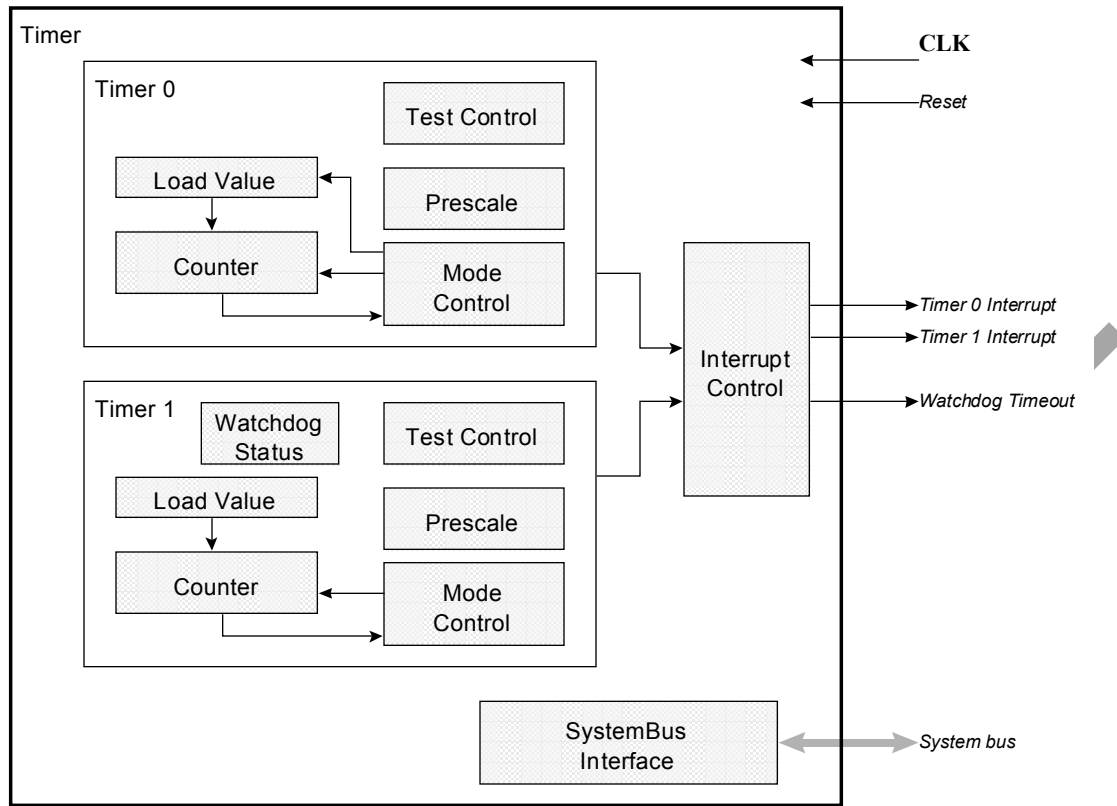 Timer
CLK
Reset
Timer 0
Test Control
Load Value
Prescale
Counter
Mode
Control
Interrupt
Control
Timer 0 Interrupt
Timer 1 Interrupt
Watchdog Timeout
Timer 1
Watchdog
Status
Test Control
Load Value
Prescale
Counter
Mode
Control
SystemBus
Interface
System bus